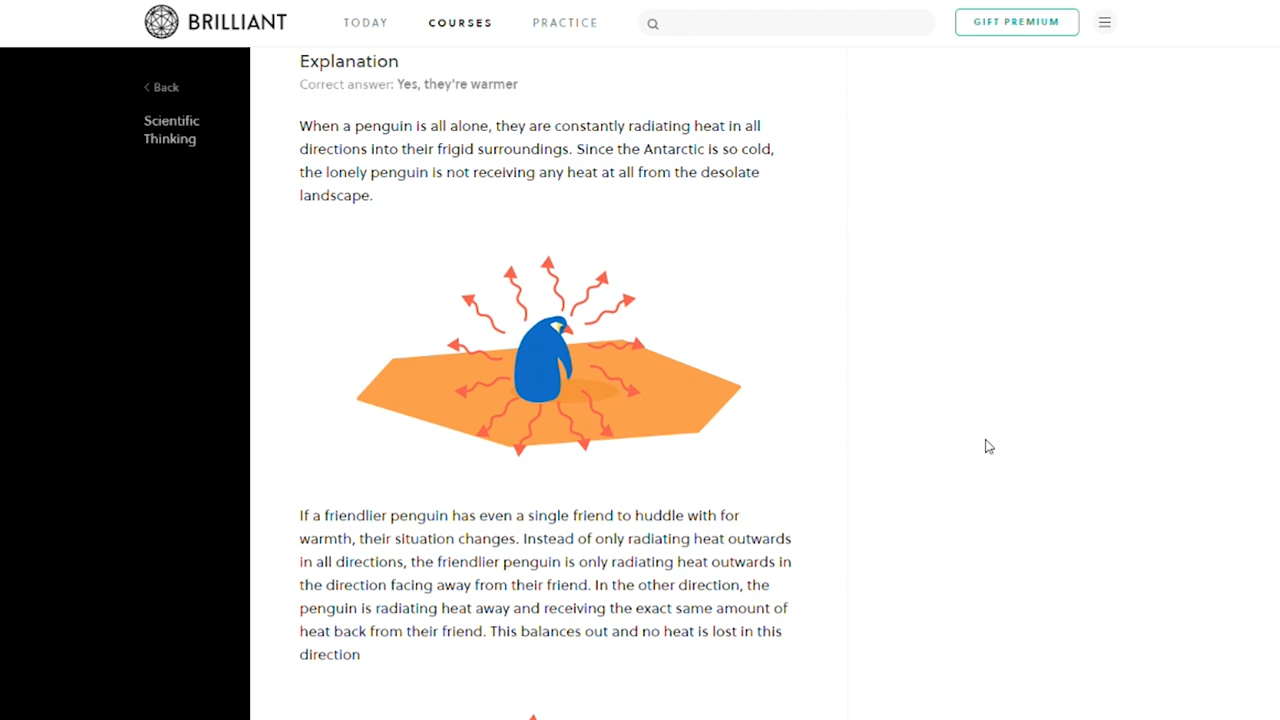 BRILLIANT
TODAY
COURSES
PRACTICE
GIFT PREMIUM
Back
Scientific
Thinking
Explanation
Correct answer: Yes, they're warmer
When a penguin is all alone, they are constantly radiating heat in all
directions into their frigid surroundings. Since the Antarctic is so cold,
the lonely penguin is not receiving any heat at all from the desolate
landscape.
If a friendlier penguin has even a single friend to huddle with for
warmth, their situation changes. Instead of only radiating heat outwards
in all directions, the friendlier penguin is only radiating heat outwards in
the direction facing away from their friend. In the other direction, the
penguin is radiating heat away and receiving the exact same amount of
heat back from their friend. This balances out and no heat is lost in this
direction